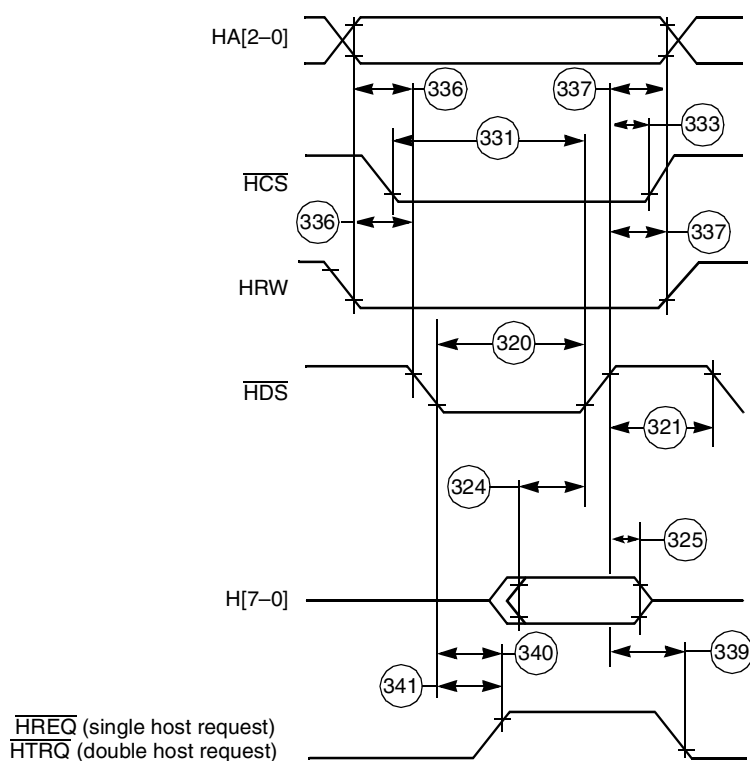 HA[2–0]
336
337
333
331
HCS
336
337
HRW
320
HDS
321
324
325
H[7–0]
340
339
341
HREQ (single host request)
HTRQ (double host request)